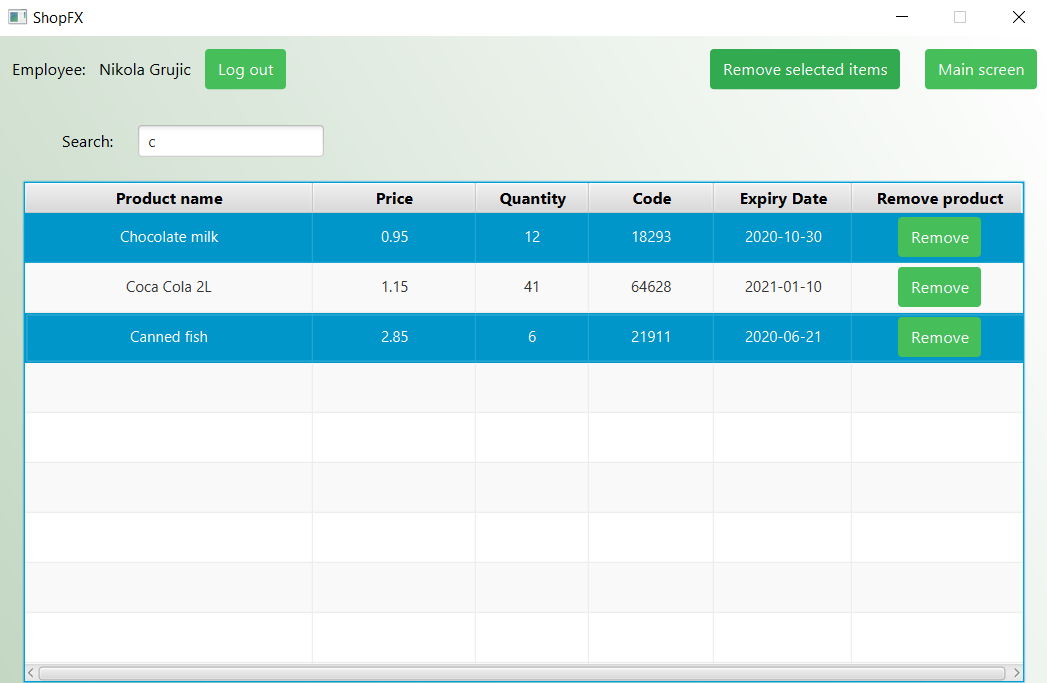 ShopFX
Employee: Nikola Grujic Log out Remove selected items Main screen
Search: c
Product name Price Quantity Code Expiry Date Remove product
Chocolate milk 0.95 12 18293 2020-10-30 Remove
Coca Cola 2L 1.15 41 64628 2021-01-10 Remove
Canned fish 2.85 6 21911 2020-06-21 Remove